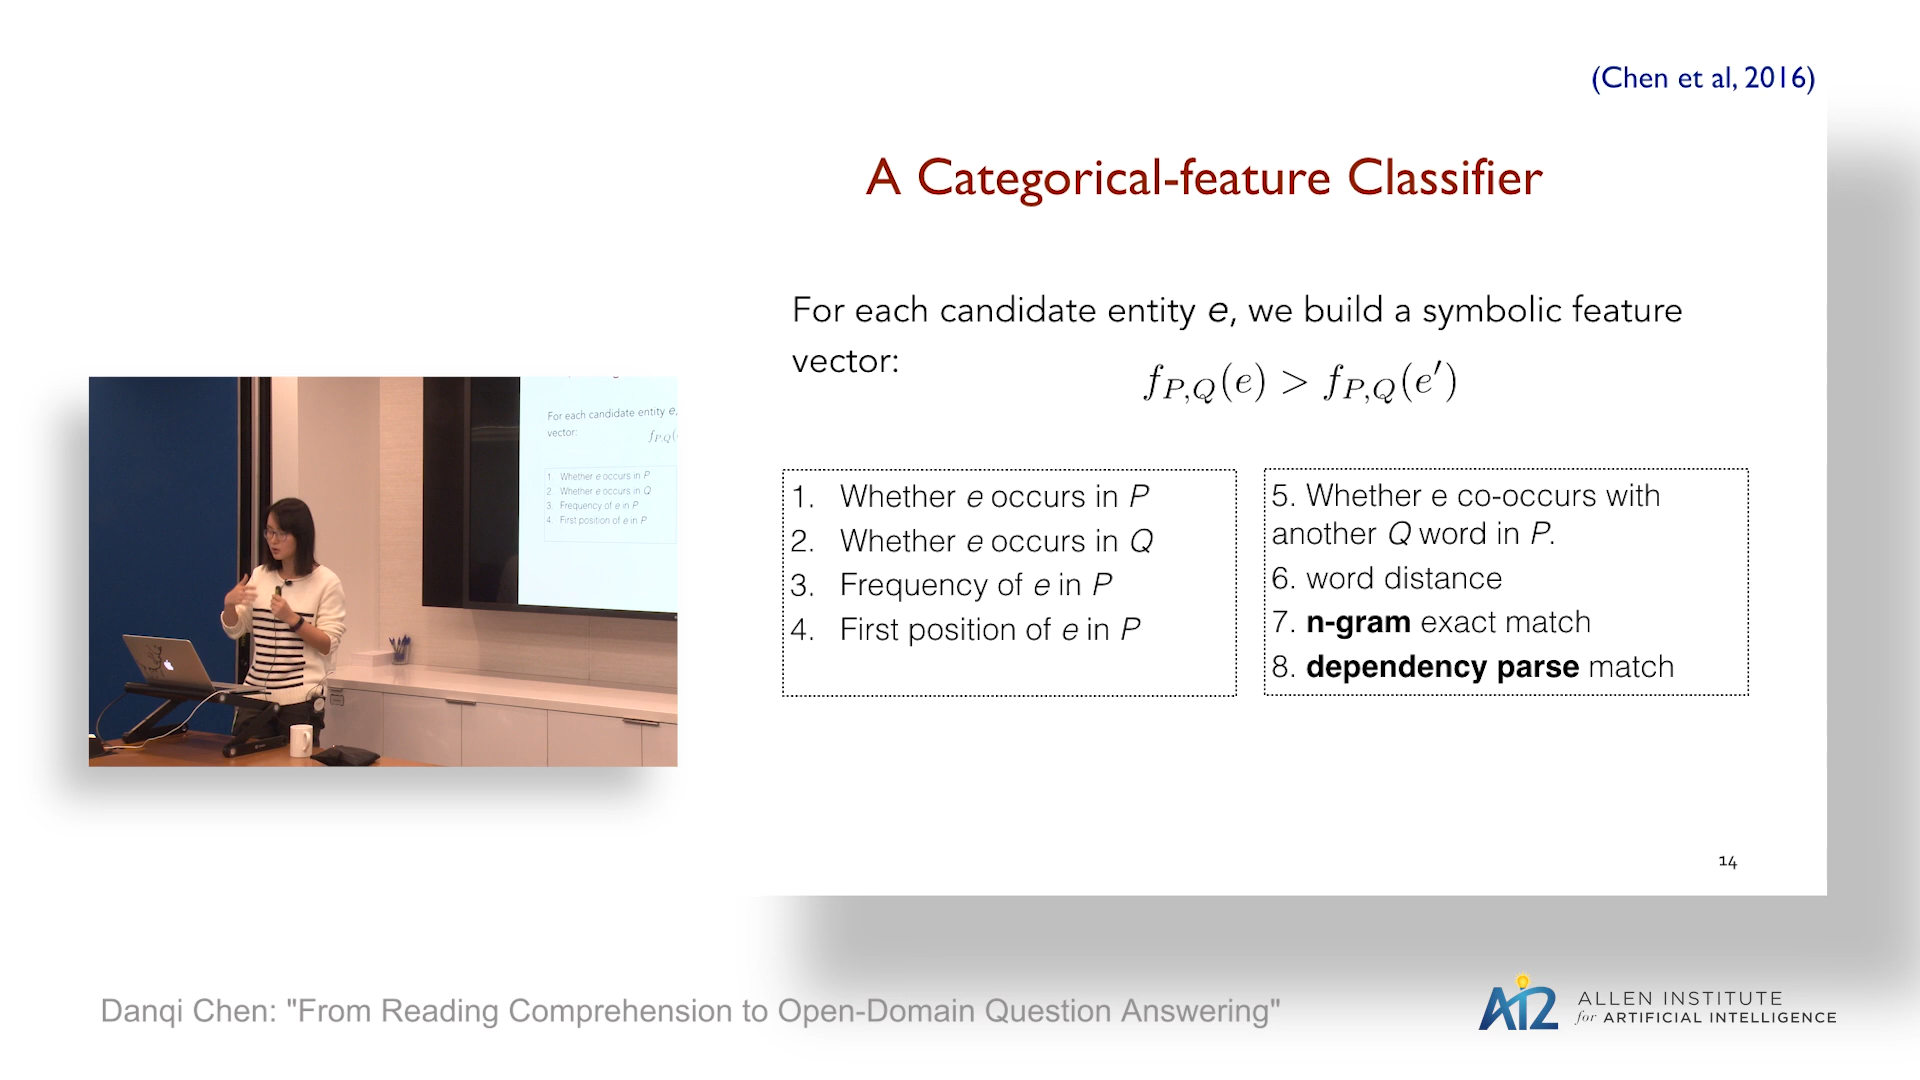 (Chen et al, 2016)
A Categorical-feature Classifier
For each candidate entity e, we build a symbolic feature
vector:
f_{P,Q}(e) > f_{P,Q}(e')
1. Whether e occurs in P
2. Whether e occurs in Q
3. Frequency of e in P
4. First position of e in P
5. Whether e co-occurs with
another Q word in P.
6. word distance
7. n-gram exact match
8. dependency parse match
14
For each candidate entity e,
vector:
f_{P,Q}(
1. Whether e occurs in P
2. Whether e occurs in Q
3. Frequency of e in P
4. First position of e in P
Danqi Chen: "From Reading Comprehension to Open-Domain Question Answering"
AI2
ALLEN INSTITUTE
for ARTIFICIAL INTELLIGENCE